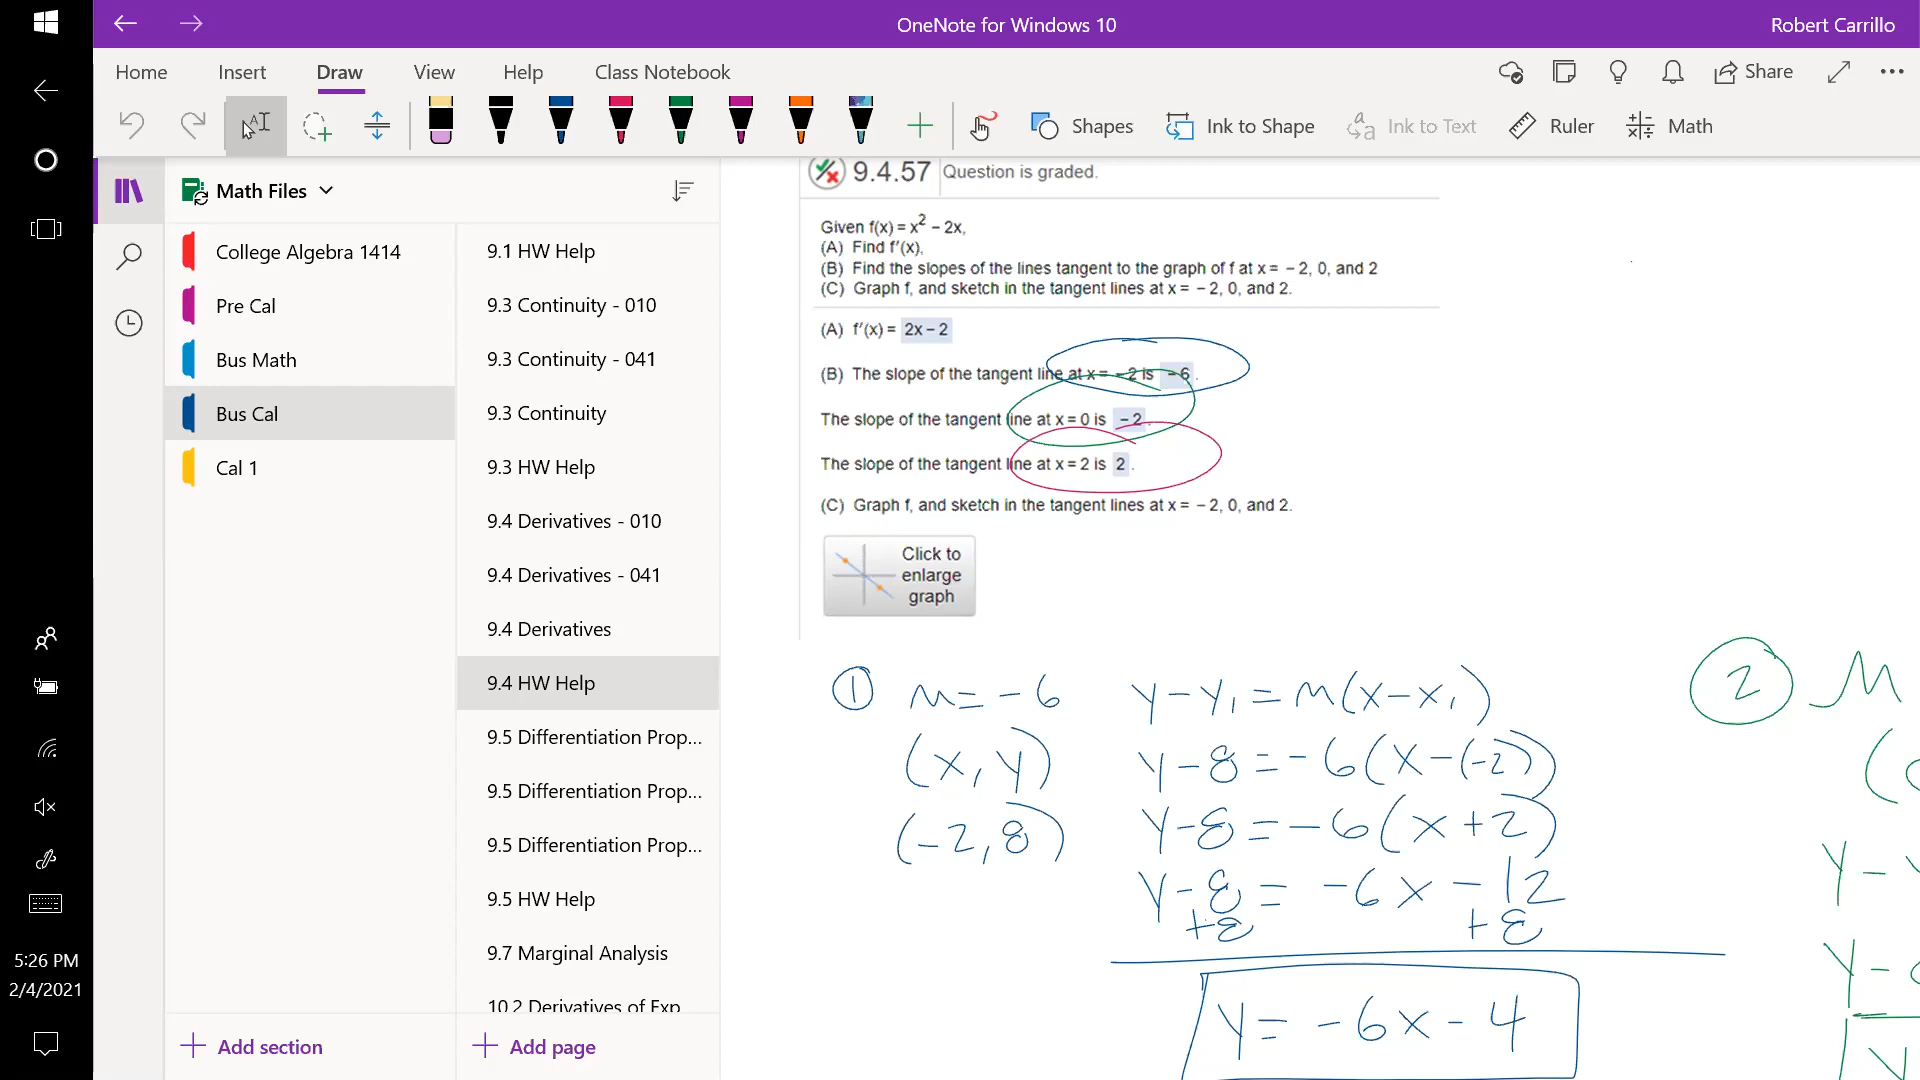 OneNote for Windows 10
Robert Carrillo
Home Insert Draw View Help Class Notebook
Share
Shapes
Ink to Shape
Ink to Text
Ruler
Math
Math Files
College Algebra 1414
Pre Cal
Bus Math
Bus Cal
Cal 1
Add section
9.1 HW Help
9.3 Continuity - 010
9.3 Continuity - 041
9.3 Continuity
9.3 HW Help
9.4 Derivatives - 010
9.4 Derivatives - 041
9.4 Derivatives
9.4 HW Help
9.5 Differentiation Prop...
9.5 Differentiation Prop...
9.5 Differentiation Prop...
9.5 HW Help
9.7 Marginal Analysis
10.2 Derivatives of Exp
Add page
9.4.57 Question is graded.
Given f(x) = x² − 2x,
(A) Find f'(x).
(B) Find the slopes of the lines tangent to the graph of f at x = − 2, 0, and 2
(C) Graph f, and sketch in the tangent lines at x = − 2, 0, and 2.
(A) f'(x) = 2x − 2
(B) The slope of the tangent line at x = − 2 is − 6 .
The slope of the tangent line at x = 0 is − 2 .
The slope of the tangent line at x = 2 is 2 .
(C) Graph f, and sketch in the tangent lines at x = − 2, 0, and 2.
Click to
enlarge
graph
① M = - 6
(x, y)
(-2, 8)
y - y₁ = M(x - x₁)
y - 8 = - 6(x - (-2))
y - 8 = - 6(x + 2)
y - 8 = - 6x - 12
+8 +8
y = - 6x - 4
② M
(
y -
y -
y
5:26 PM
2/4/2021